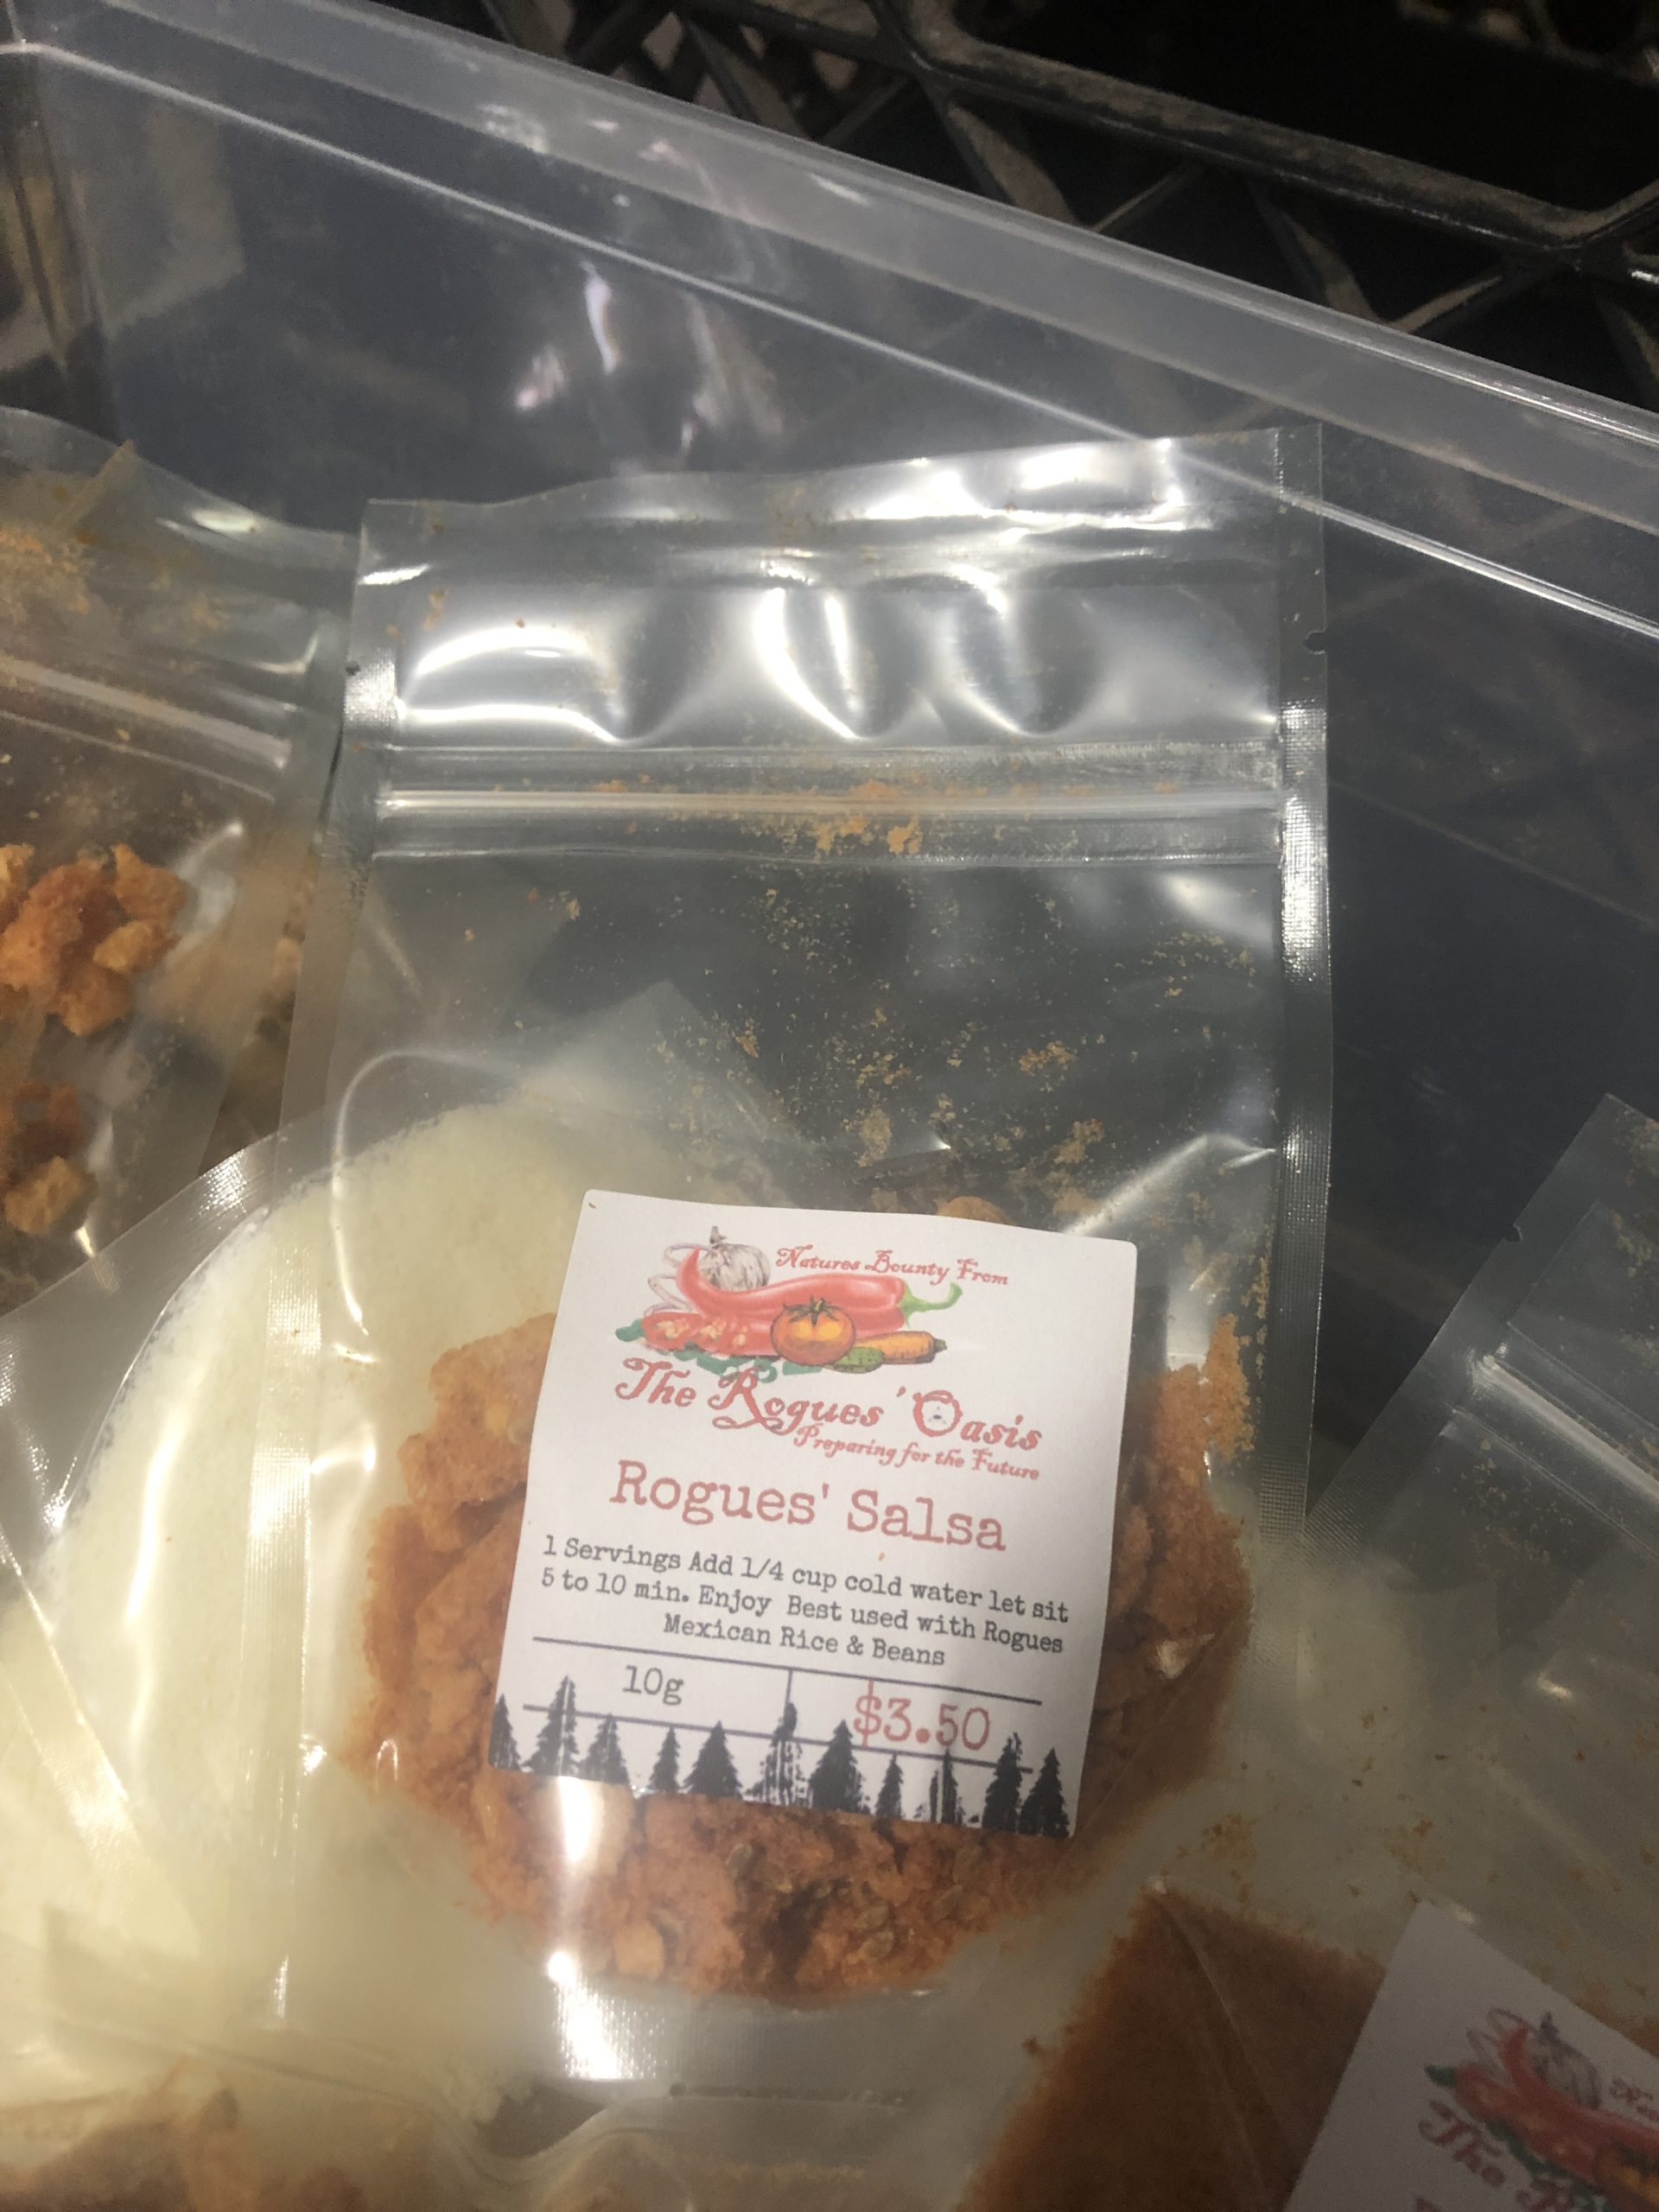 Natures Bounty From
The Rogues' Oasis
Preparing for the Future
Rogues' Salsa
1 Servings Add 1/4 cup cold water let sit
5 to 10 min. Enjoy Best used with Rogues
Mexican Rice & Beans
10g
$3.50
The